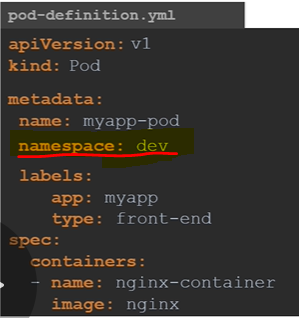 pod-definition.yml
apiVersion: v1
kind: Pod
metadata:
name: myapp-pod
namespace: dev
labels:
app: myapp
type: front-end
spec:
containers:
- name: nginx-container
image: nginx